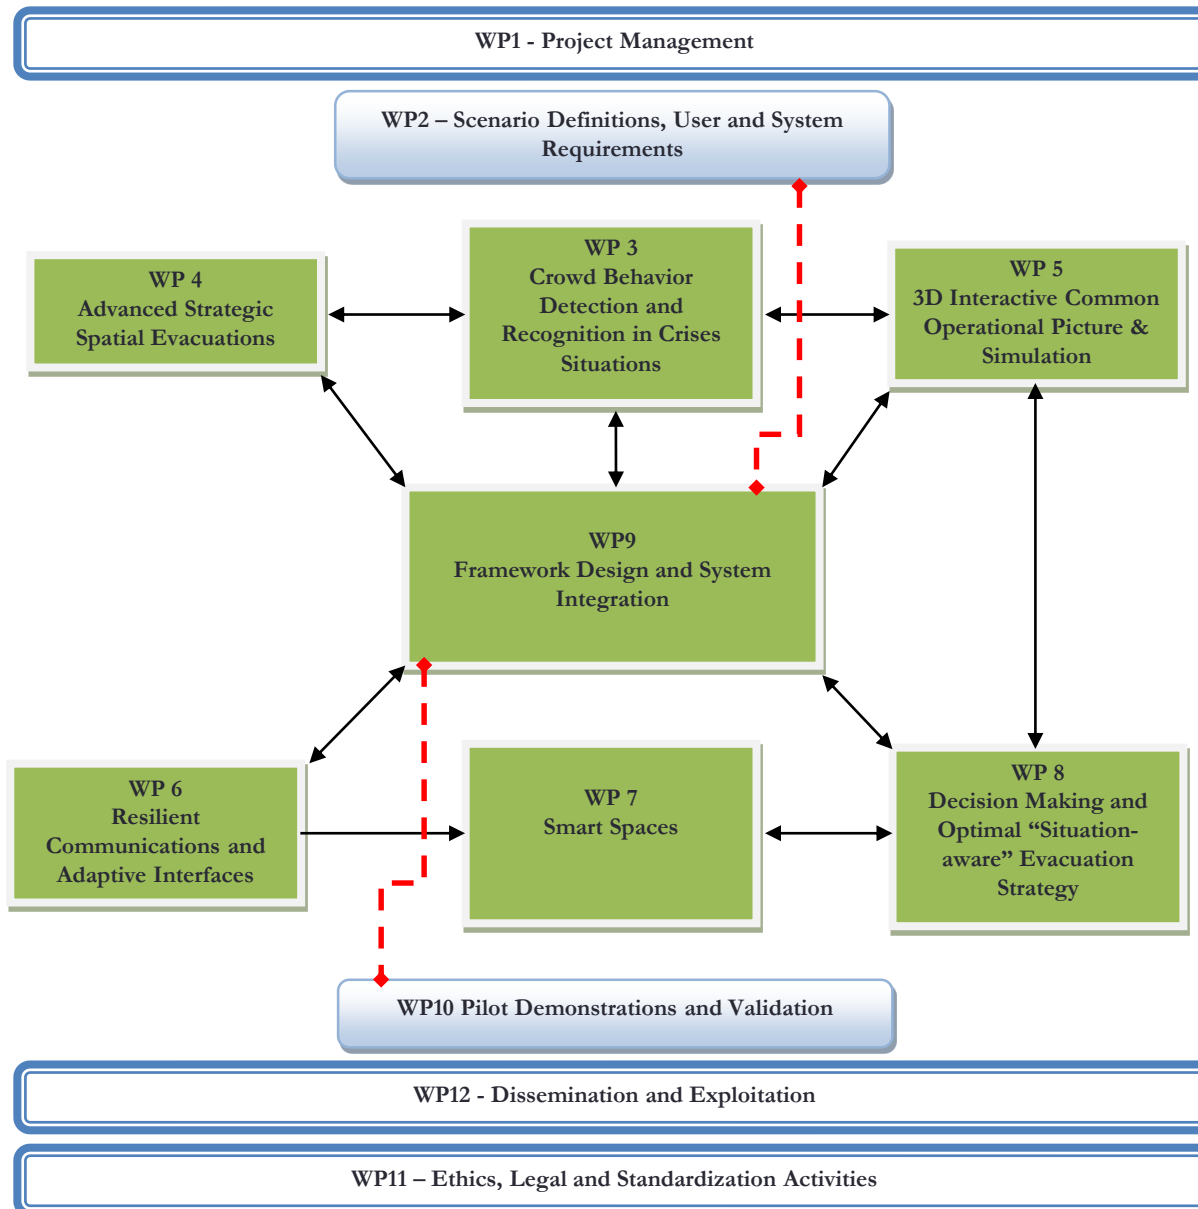 WP1 - Project Management
WP2 – Scenario Definitions, User and System
Requirements
WP 4
Advanced Strategic
Spatial Evacuations
WP 3
Crowd Behavior
Detection and
Recognition in Crises
Situations
WP 5
3D Interactive Common
Operational Picture &
Simulation
WP9
Framework Design and System
Integration
WP 6
Resilient
Communications and
Adaptive Interfaces
WP 7
Smart Spaces
WP 8
Decision Making and
Optimal “Situation-
aware” Evacuation
Strategy
WP10 Pilot Demonstrations and Validation
WP12 - Dissemination and Exploitation
WP11 – Ethics, Legal and Standardization Activities